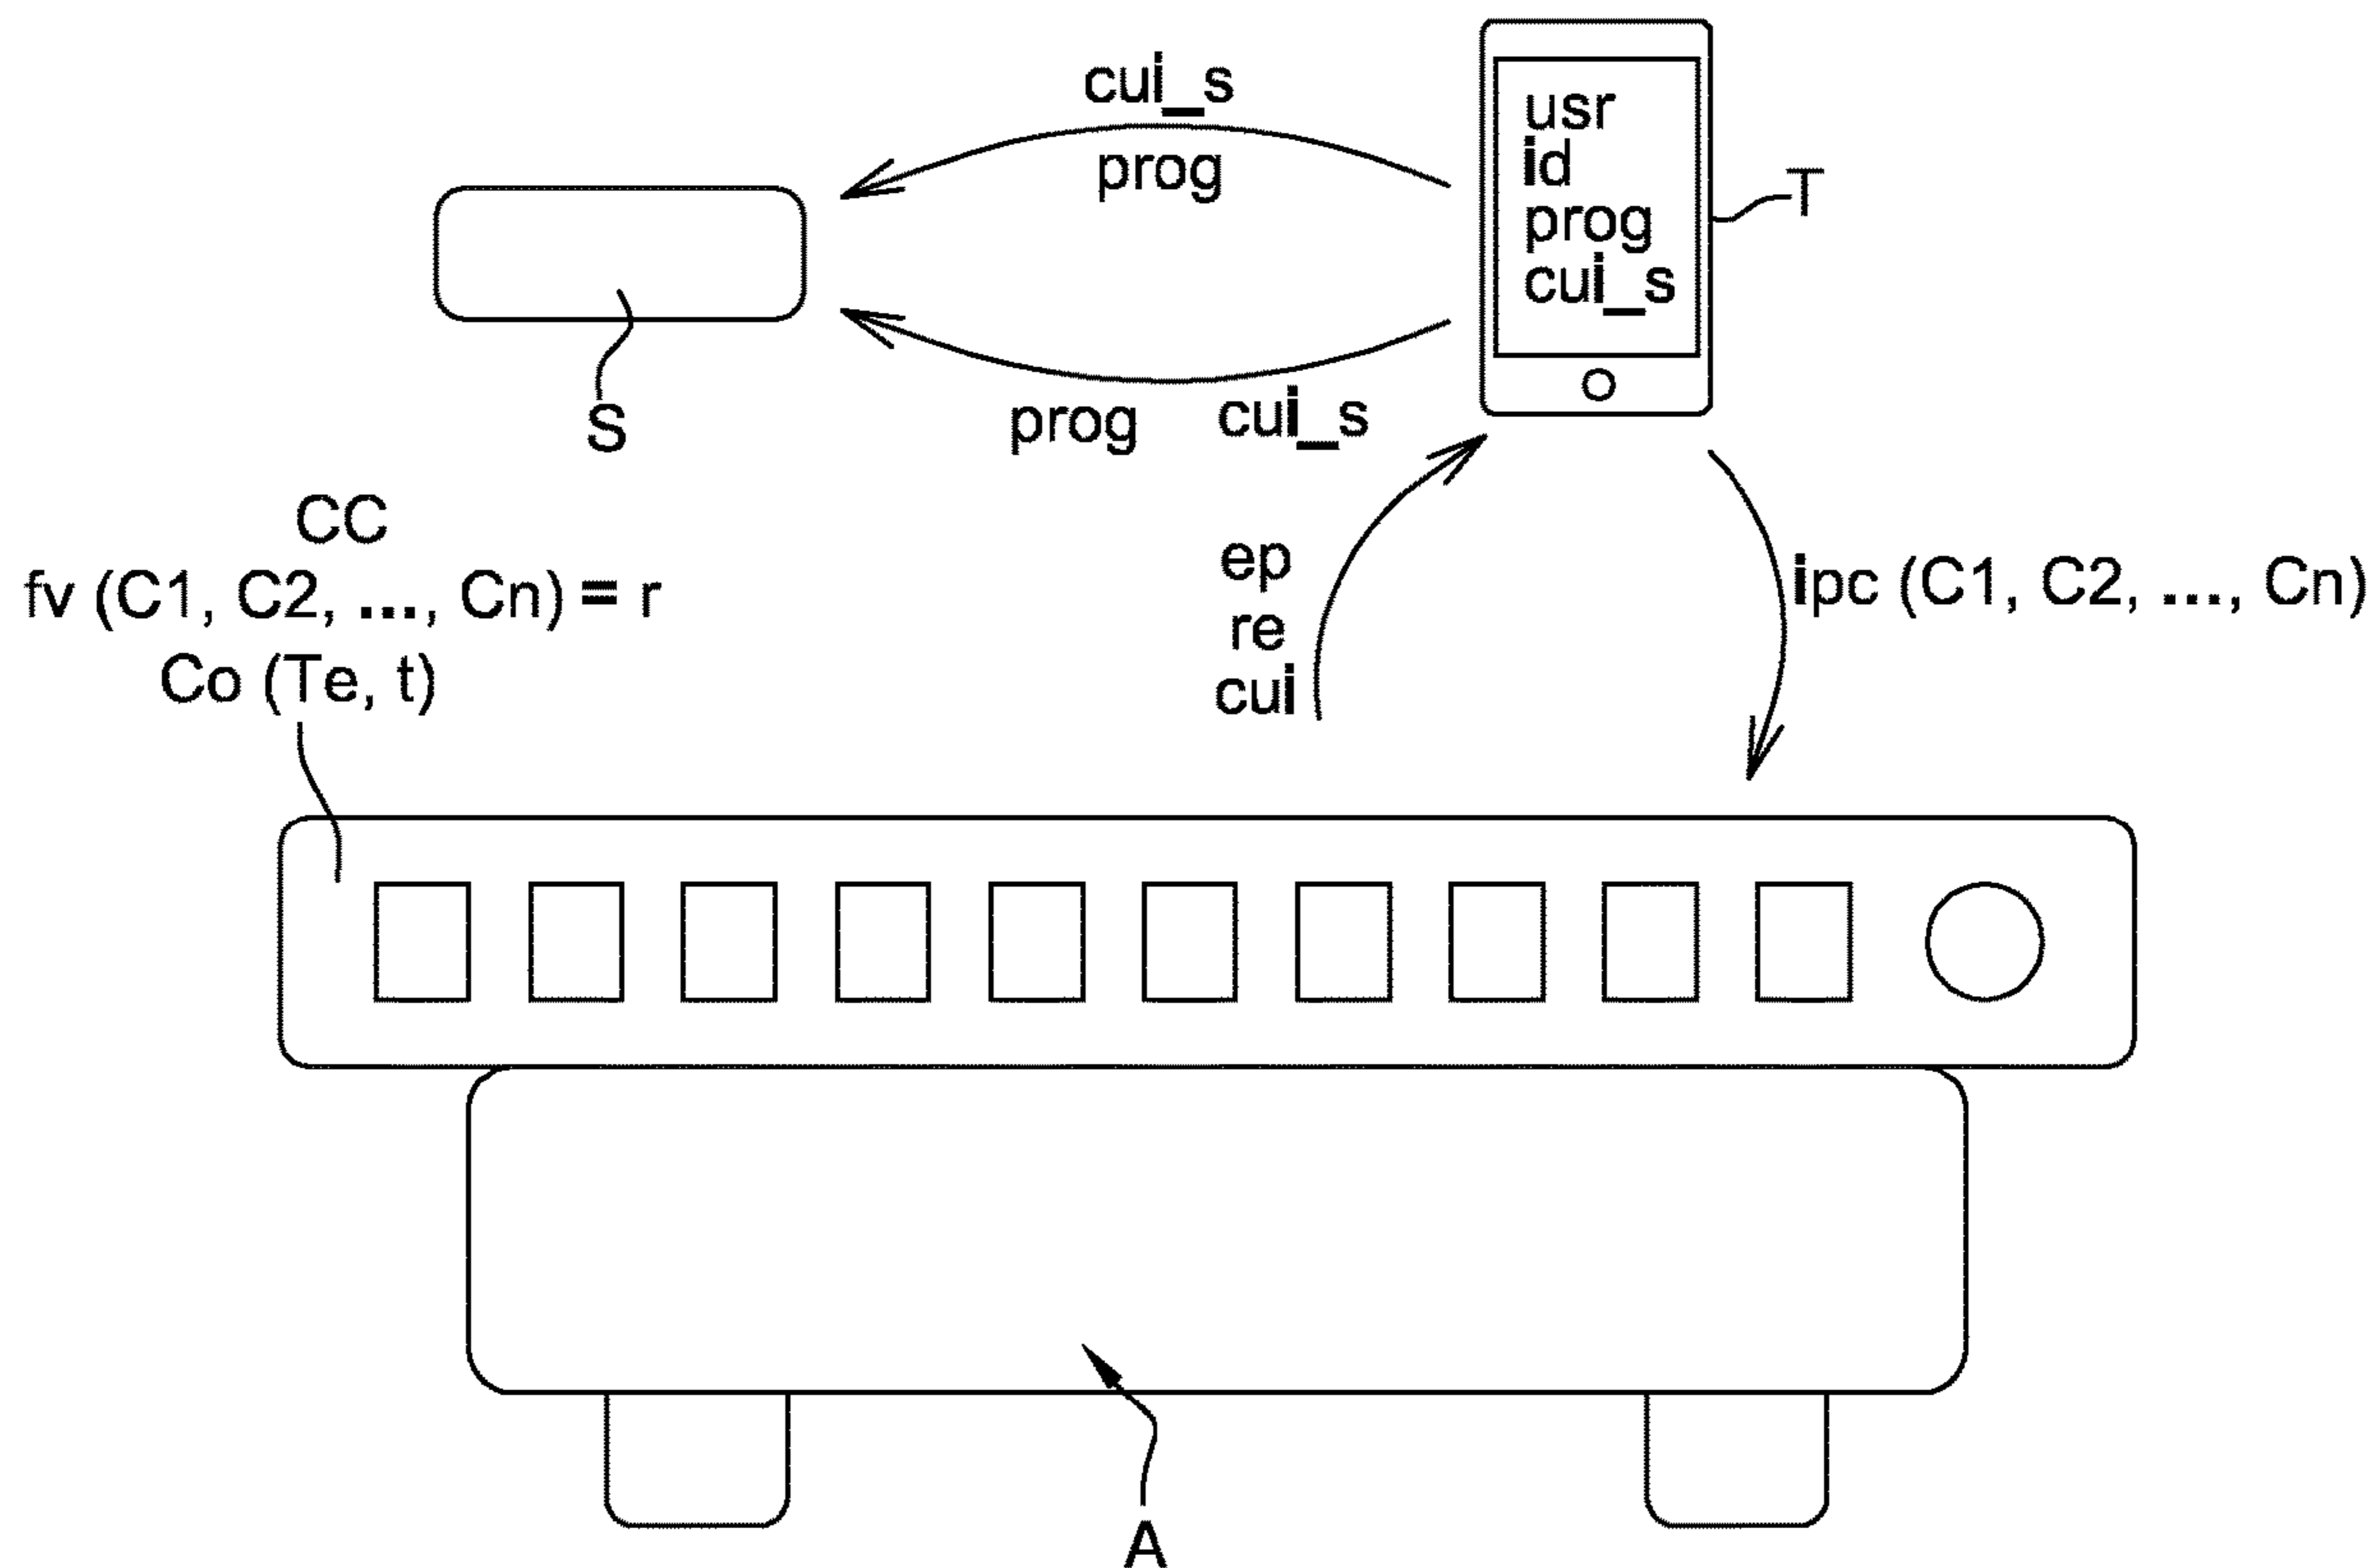 cui_s
prog
usr
id
prog
cui_s
T
prog cui_s
S
CC
fv (C1, C2, ..., Cn) = r
Co (Te, t)
ep
re
cui
ipc (C1, C2, ..., Cn)
A